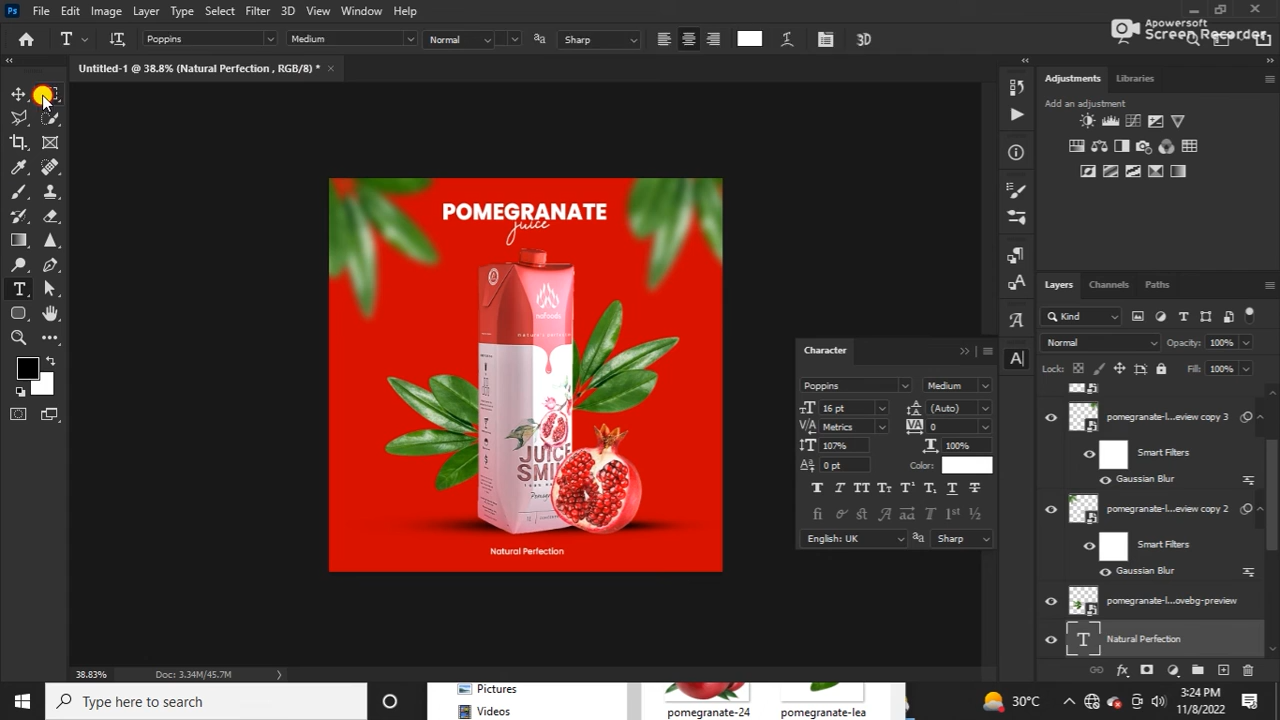 Ps File Edit Image Layer Type Select Filter 3D View Window Help
Apowersoft
Screen Recorder
Poppins Medium Normal Sharp 3D
Untitled-1 @ 38.8% (Natural Perfection , RGB/8) *
Adjustments Libraries
Add an adjustment
POMEGRANATE
juice
nofoods
JUICE
SMI
Natural Perfection
Layers Channels Paths
Kind
Normal Opacity: 100%
Lock: Fill: 100%
Character
Poppins Medium
16 pt (Auto)
Metrics 0
107% 100%
0 pt Color:
English: UK Sharp
pomegranate-l...eview copy 3
Smart Filters
Gaussian Blur
pomegranate-l...eview copy 2
Smart Filters
Gaussian Blur
pomegranate-l...ovebg-preview
Natural Perfection
38.83% Doc: 3.34M/45.7M
Type here to search
Pictures
Videos
pomegranate-24
pomegranate-lea
30°C
3:24 PM
11/8/2022